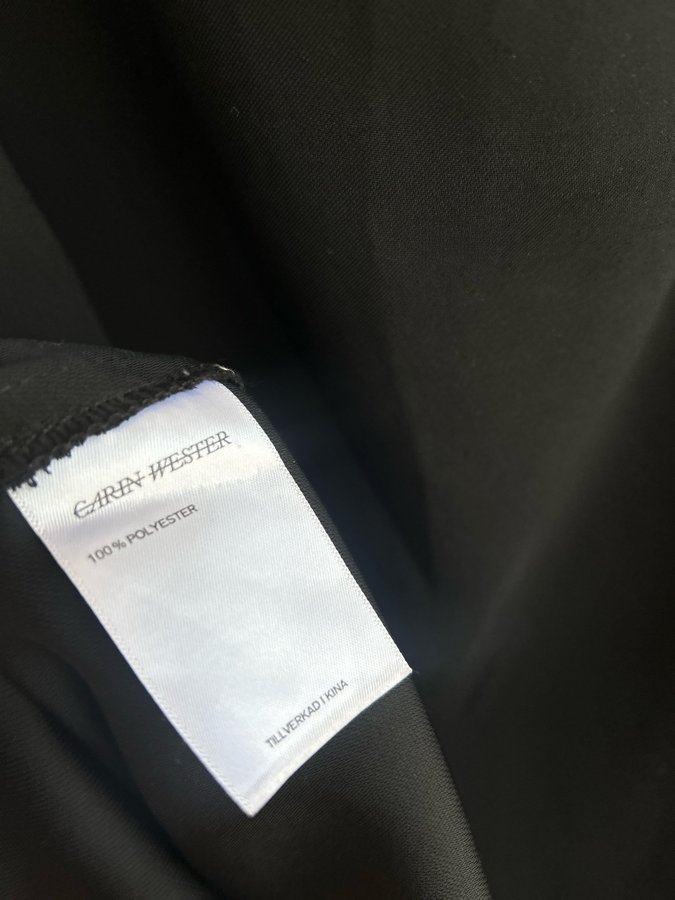 CARIN WESTER
100% POLYESTER
TILLVERKAD I KINA